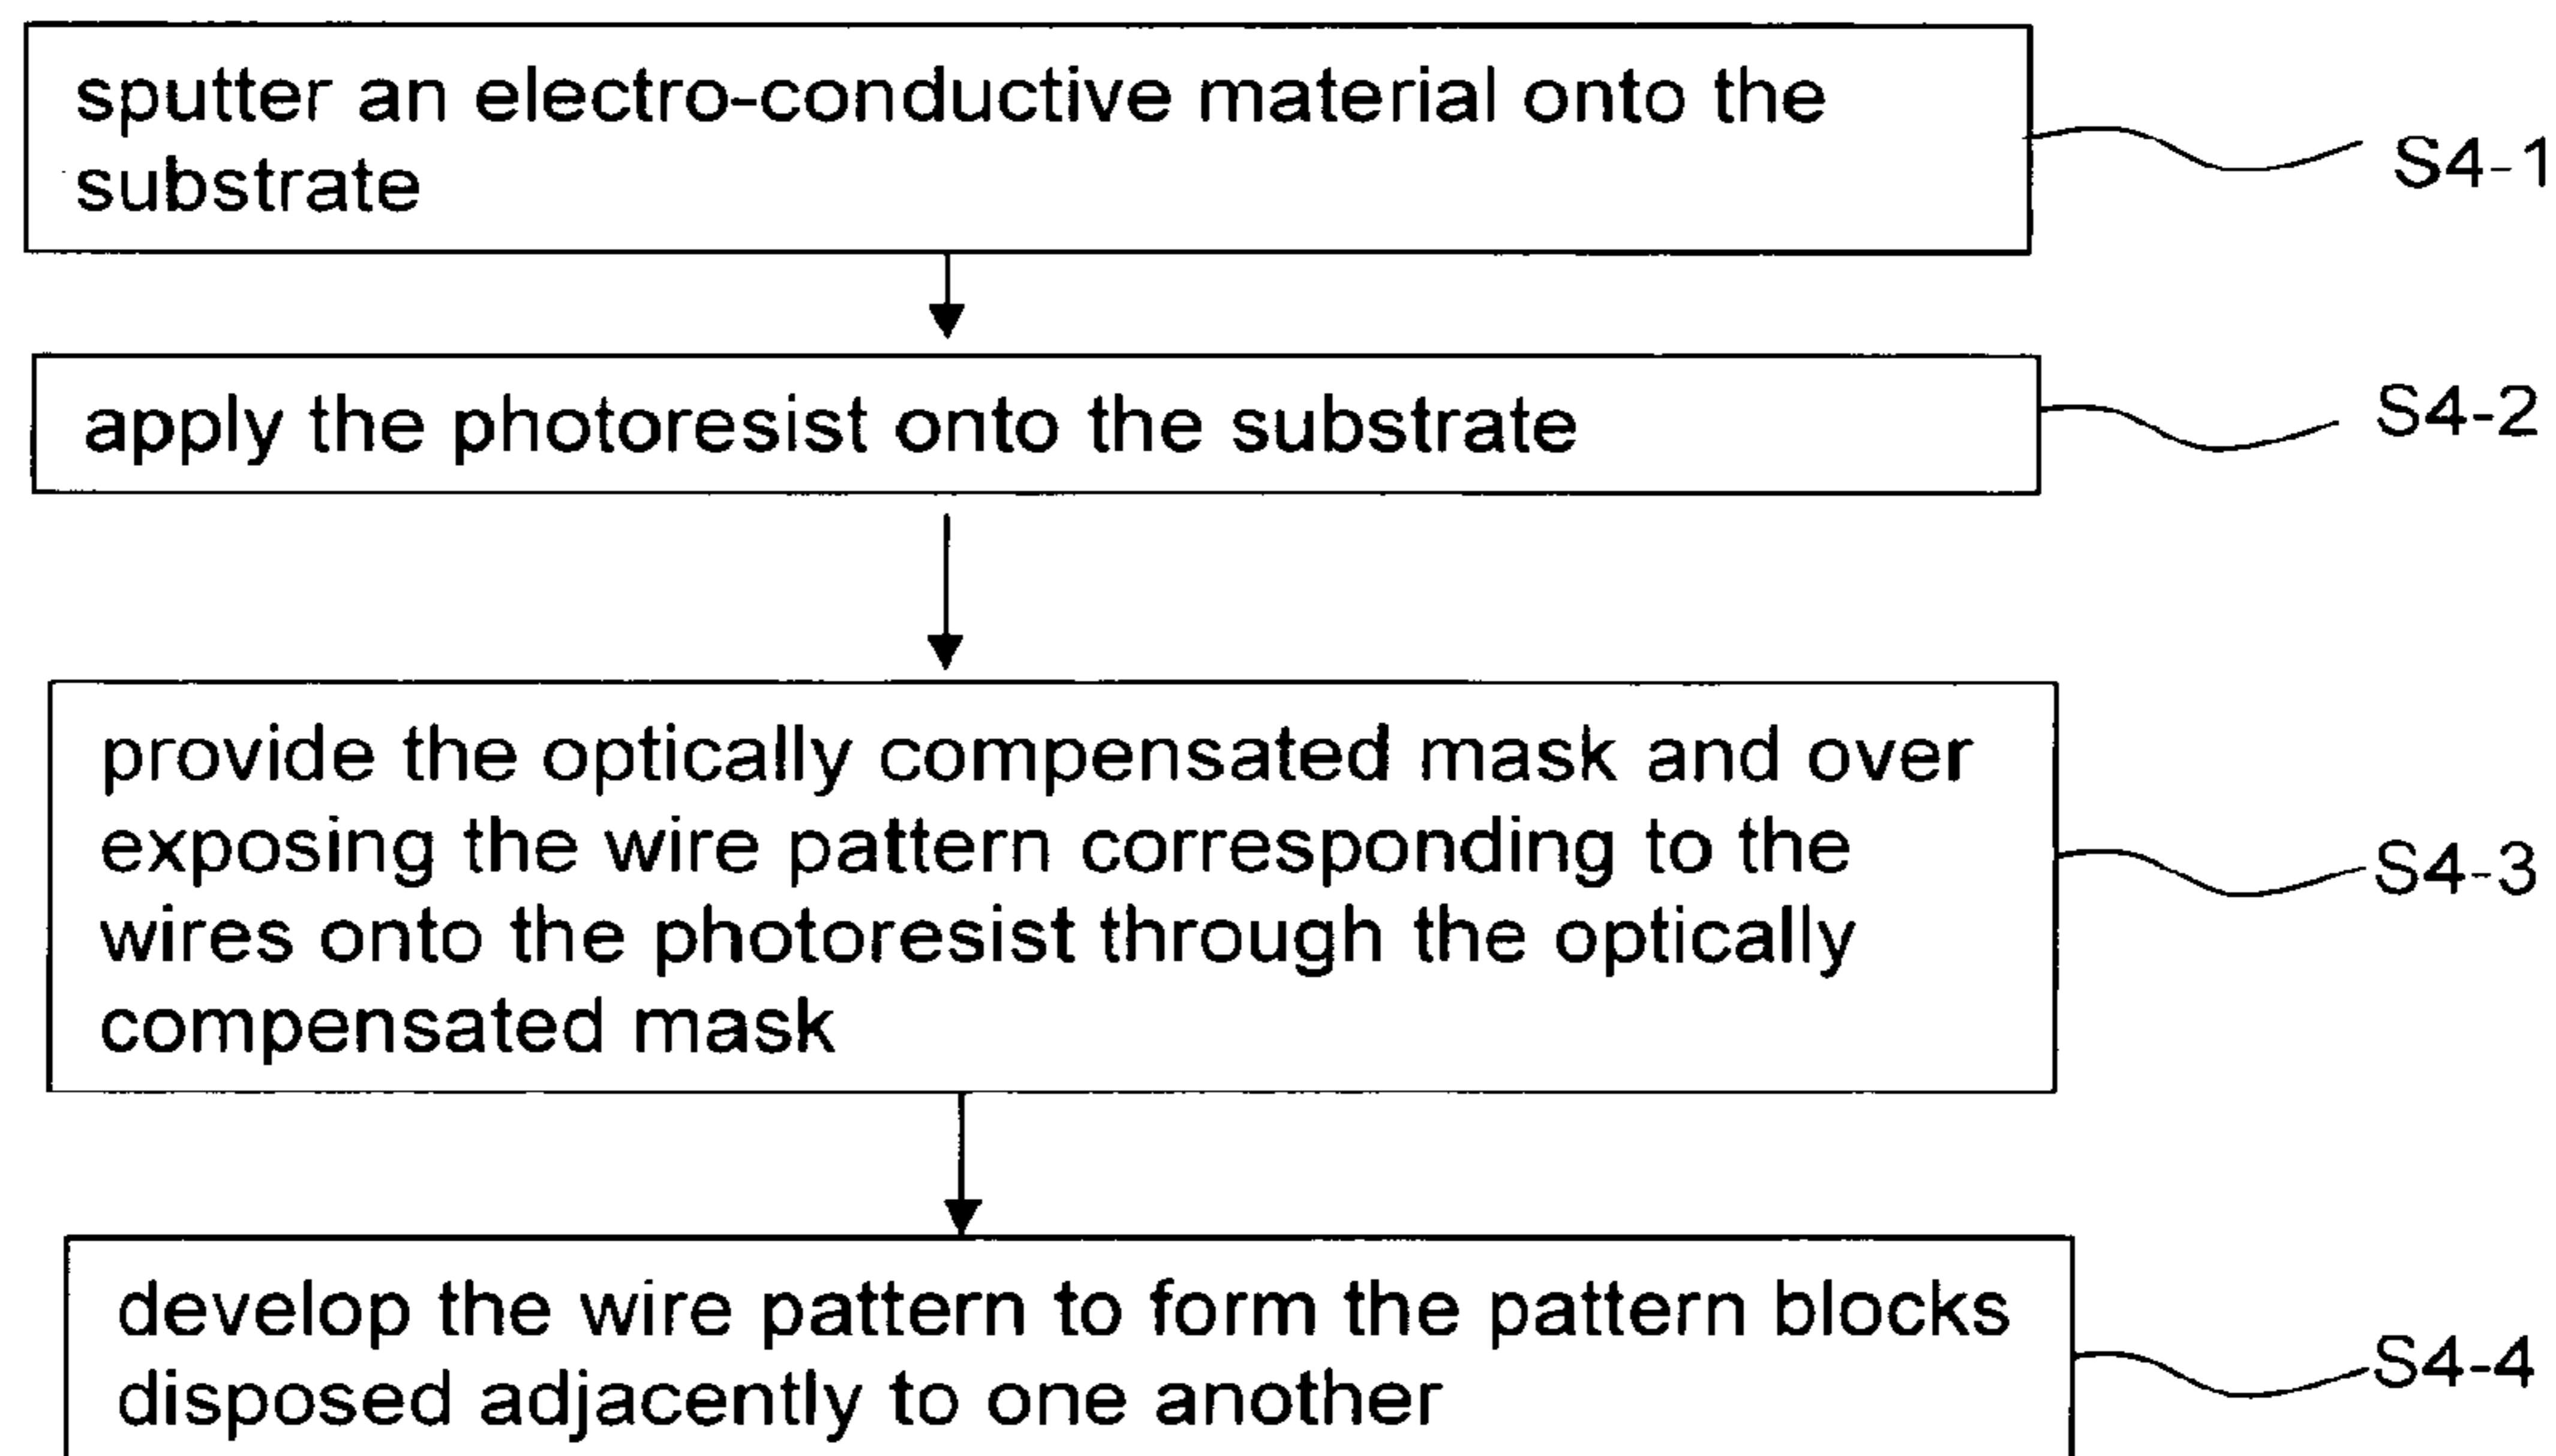 sputter an electro-conductive material onto the
substrate
S4-1
apply the photoresist onto the substrate
S4-2
provide the optically compensated mask and over
exposing the wire pattern corresponding to the
wires onto the photoresist through the optically
compensated mask
S4-3
develop the wire pattern to form the pattern blocks
disposed adjacently to one another
S4-4